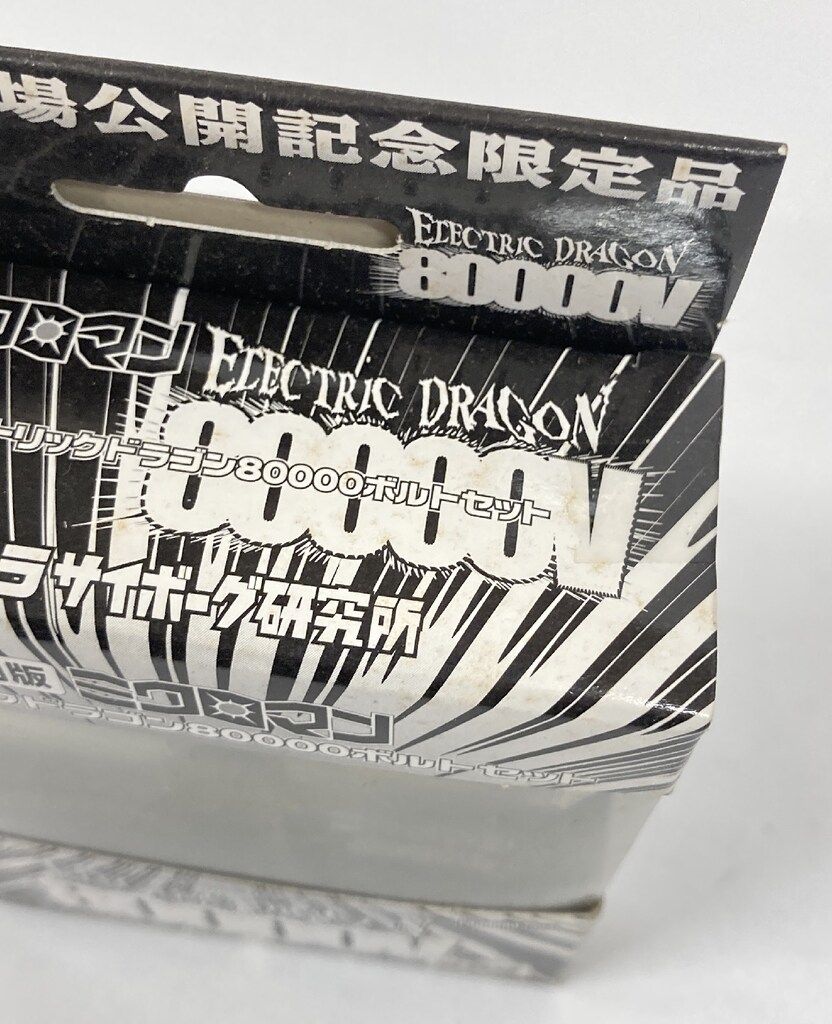 場公開記念限定品
ELECTRIC DRAGON
80000V
ロマン
ELECTRIC DRAGON
80000V
ーリックドラゴン80000ボルトセット
ラ サイボーグ研究所
版 ミクロマン
ドラゴン80000ボルトセット